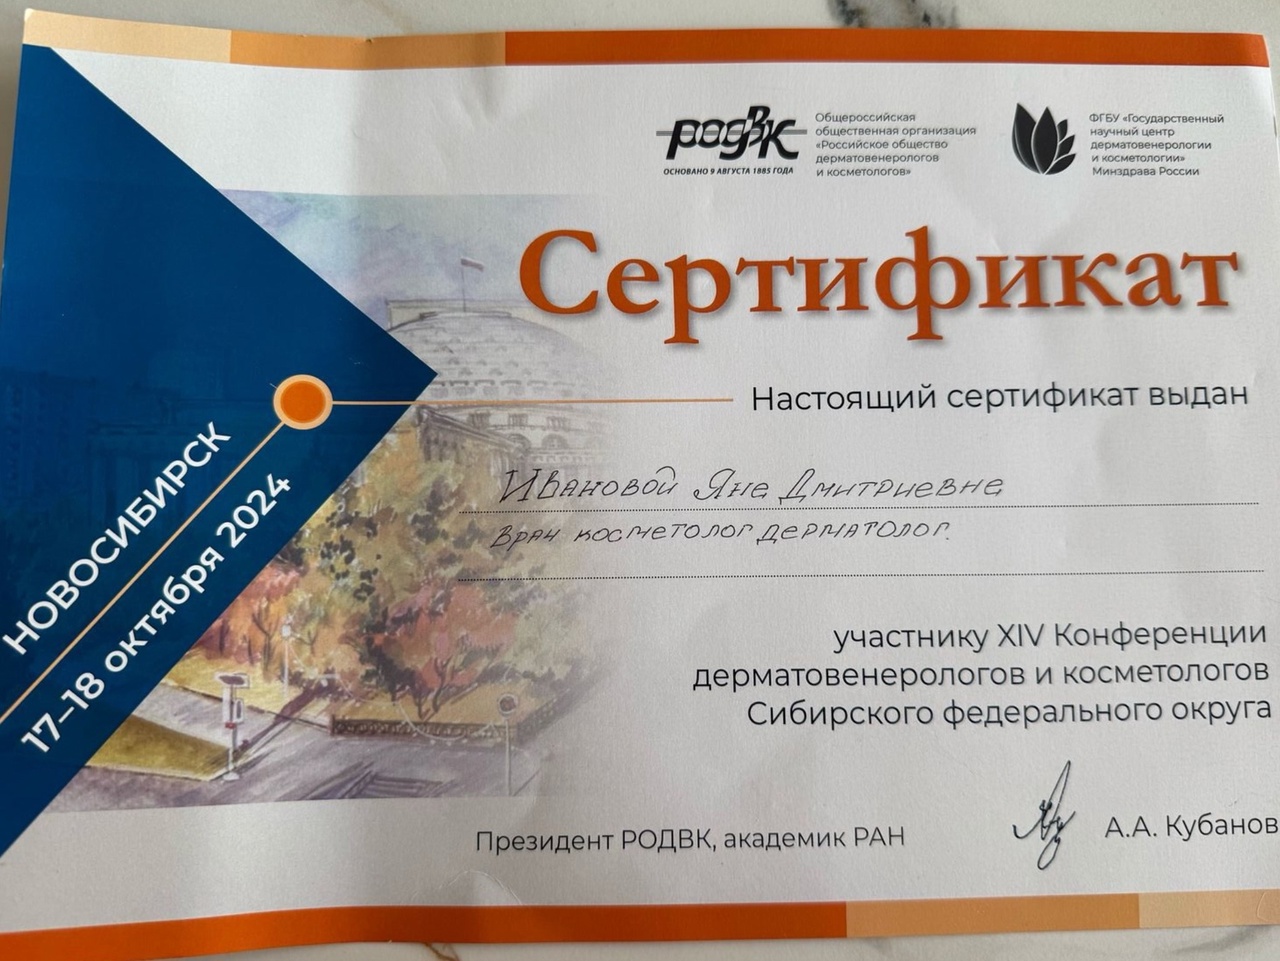 родВК
ОСНОВАНО 9 АВГУСТА 1885 ГОДА
Общероссийская
общественная организация
«Российское общество
дерматовенерологов
и косметологов»
ФГБУ «Государственный
научный центр
дерматовенерологии
и косметологии»
Минздрава России
Сертификат
Настоящий сертификат выдан
НОВОСИБИРСК
17–18 октября 2024
Ивановой Яне Дмитриевне
Врач косметолог дерматолог.
участнику XIV Конференции
дерматовенерологов и косметологов
Сибирского федерального округа
Президент РОДВК, академик РАН
А.А. Кубанов